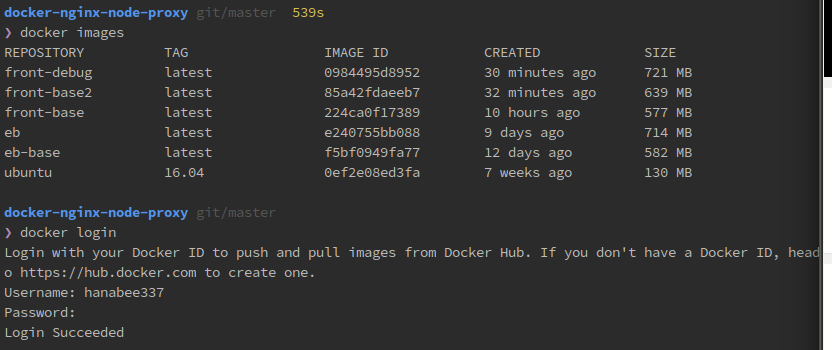 docker-nginx-node-proxy git/master 539s
❯ docker images
REPOSITORY TAG IMAGE ID CREATED SIZE
front-debug latest 0984495d8952 30 minutes ago 721 MB
front-base2 latest 85a42fdaeeb7 32 minutes ago 639 MB
front-base latest 224ca0f17389 10 hours ago 577 MB
eb latest e240755bb088 9 days ago 714 MB
eb-base latest f5bf0949fa77 12 days ago 582 MB
ubuntu 16.04 0ef2e08ed3fa 7 weeks ago 130 MB
docker-nginx-node-proxy git/master
❯ docker login
Login with your Docker ID to push and pull images from Docker Hub. If you don't have a Docker ID, head
o https://hub.docker.com to create one.
Username: hanabee337
Password:
Login Succeeded